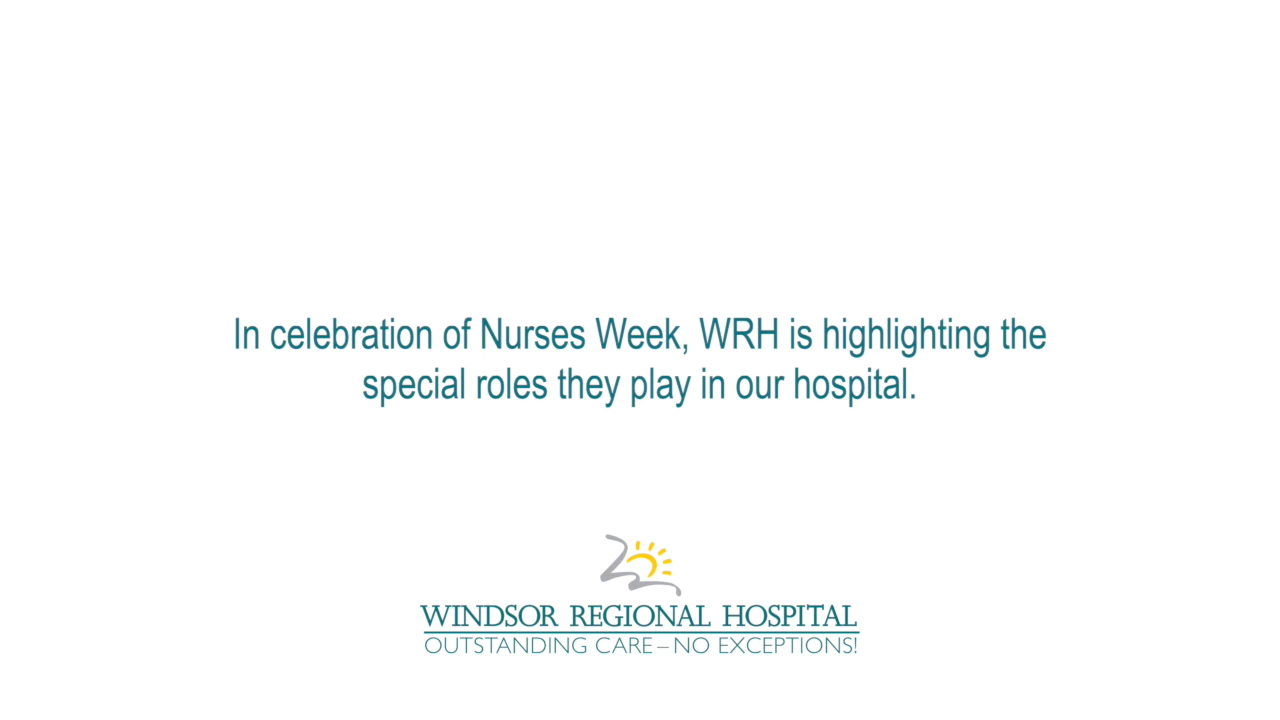 In celebration of Nurses Week, WRH is highlighting the
special roles they play in our hospital.
WINDSOR REGIONAL HOSPITAL
OUTSTANDING CARE – NO EXCEPTIONS!